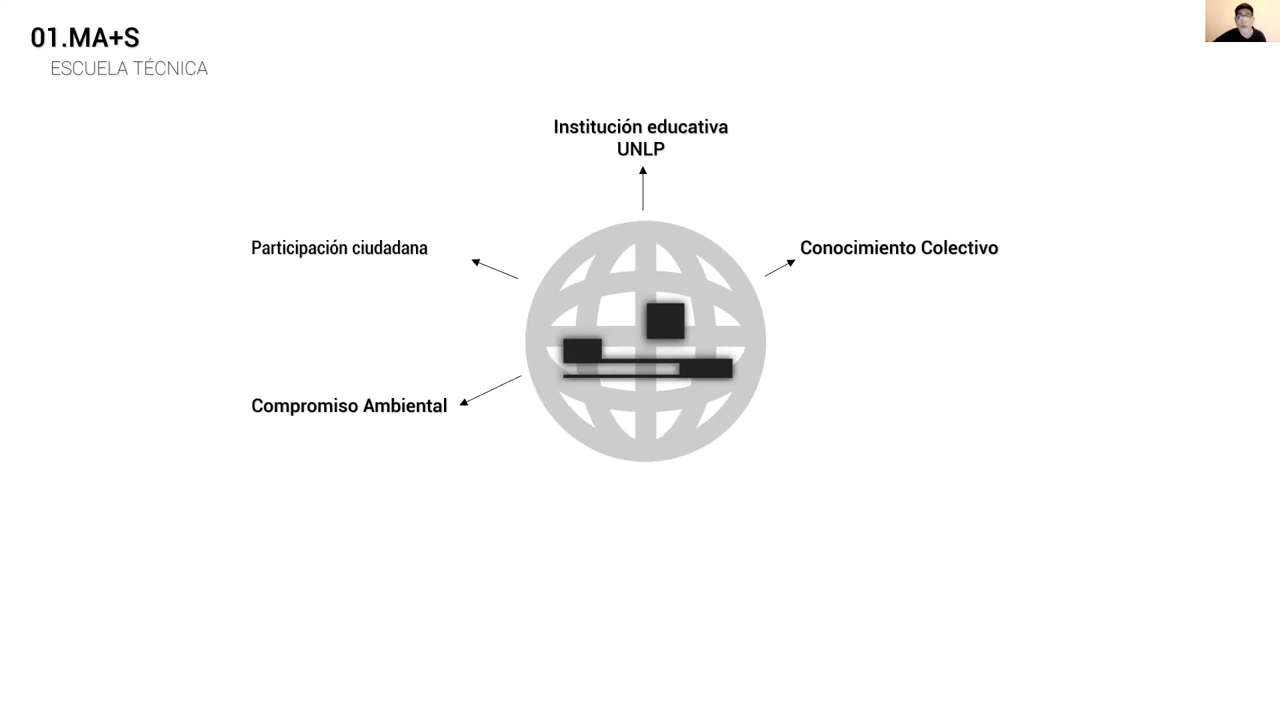 01.MA+S
ESCUELA TÉCNICA
Institución educativa
UNLP
Participación ciudadana
Conocimiento Colectivo
Compromiso Ambiental